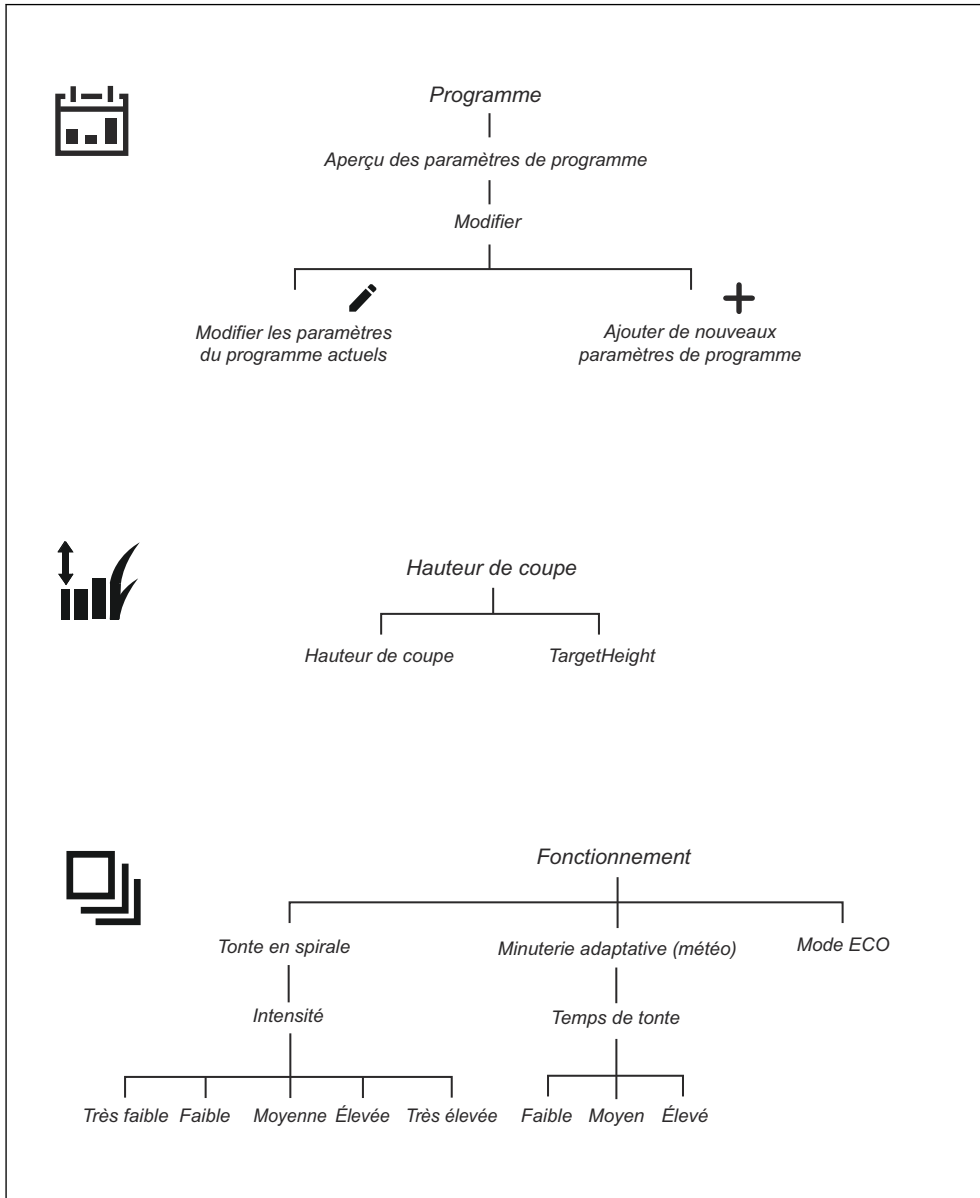 Programme
Aperçu des paramètres de programme
Modifier
Modifier les paramètres
du programme actuels
Ajouter de nouveaux
paramètres de programme
Hauteur de coupe
Hauteur de coupe
TargetHeight
Fonctionnement
Tonte en spirale
Minuterie adaptative (météo)
Mode ECO
Intensité
Temps de tonte
Très faible
Faible
Moyenne
Élevée
Très élevée
Faible
Moyen
Élevé